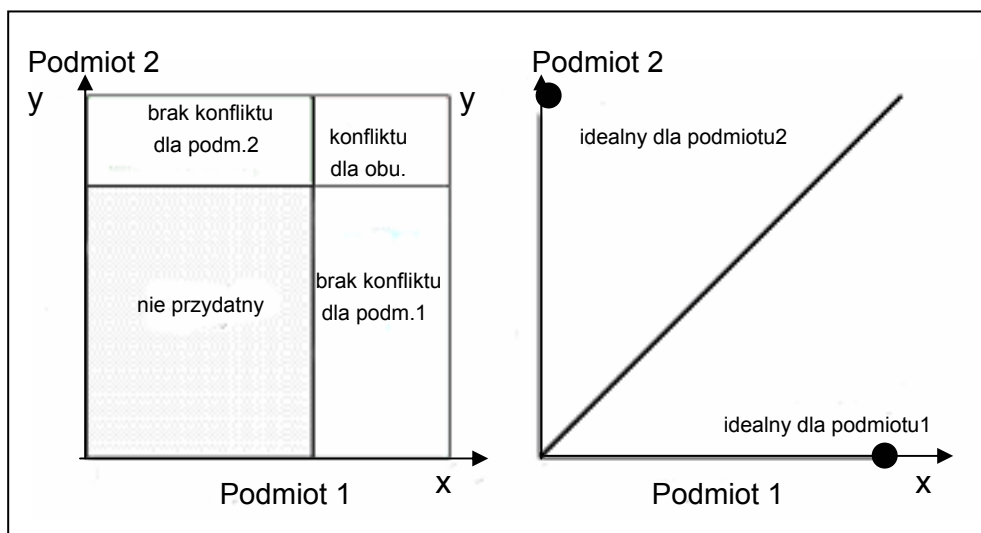 Podmiot 2
y
brak konfliktu
dla podm.2
konfliktu
dla obu.
nie przydatny
brak konfliktu
dla podm.1
x
Podmiot 1
Podmiot 2
y
idealny dla podmiotu2
idealny dla podmiotu1
x
Podmiot 1